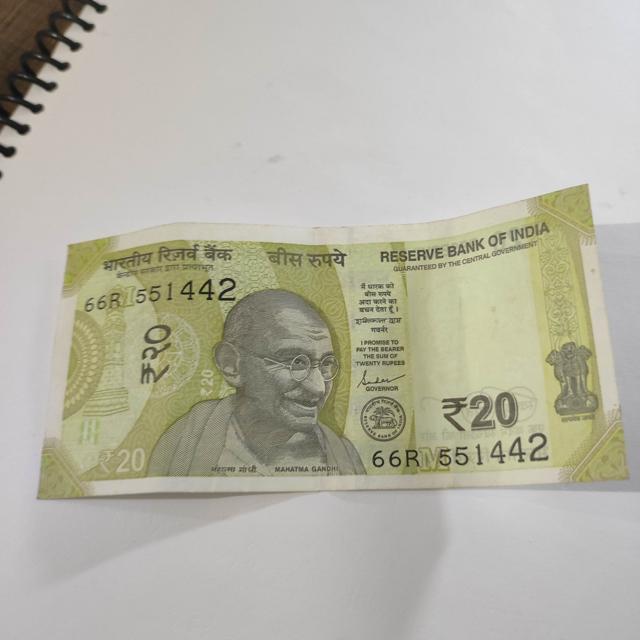 भारतीय रिज़र्व बैंक
केन्द्रीय सरकार द्वारा प्रत्याभूत
बीस रुपये
RESERVE BANK OF INDIA
GUARANTEED BY THE CENTRAL GOVERNMENT
66R 551442
मैं धारक को
बीस रुपये
अदा करने का
वचन देता हूँ।
गवर्नर
I PROMISE TO
PAY THE BEARER
THE SUM OF
TWENTY RUPEES
GOVERNOR
₹२०
₹20
₹20
₹20
महात्मा गांधी
MAHATMA GANDHI
66R 551442